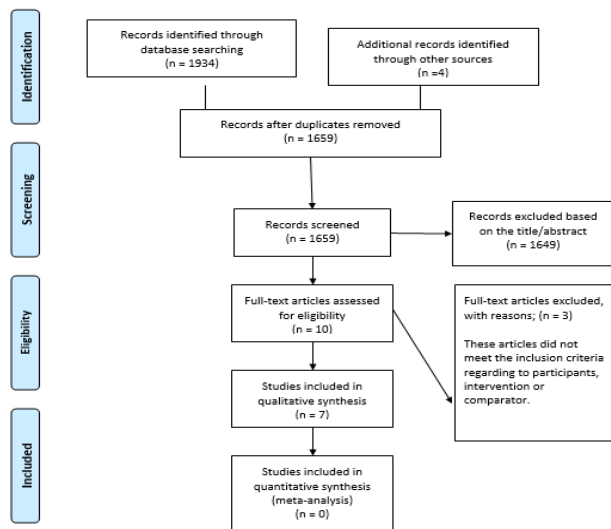 Identification
Records identified through
database searching
(n = 1934)
Additional records identified
through other sources
(n =4)
Records after duplicates removed
(n = 1659)
Screening
Records screened
(n = 1659)
Records excluded based
on the title/abstract
(n = 1649)
Eligibility
Full-text articles assessed
for eligibility
(n = 10)
Full-text articles excluded,
with reasons; (n = 3)
These articles did not
meet the inclusion criteria
regarding to participants,
intervention or
comparator.
Studies included in
qualitative synthesis
(n = 7)
Included
Studies included in
quantitative synthesis
(meta-analysis)
(n = 0)